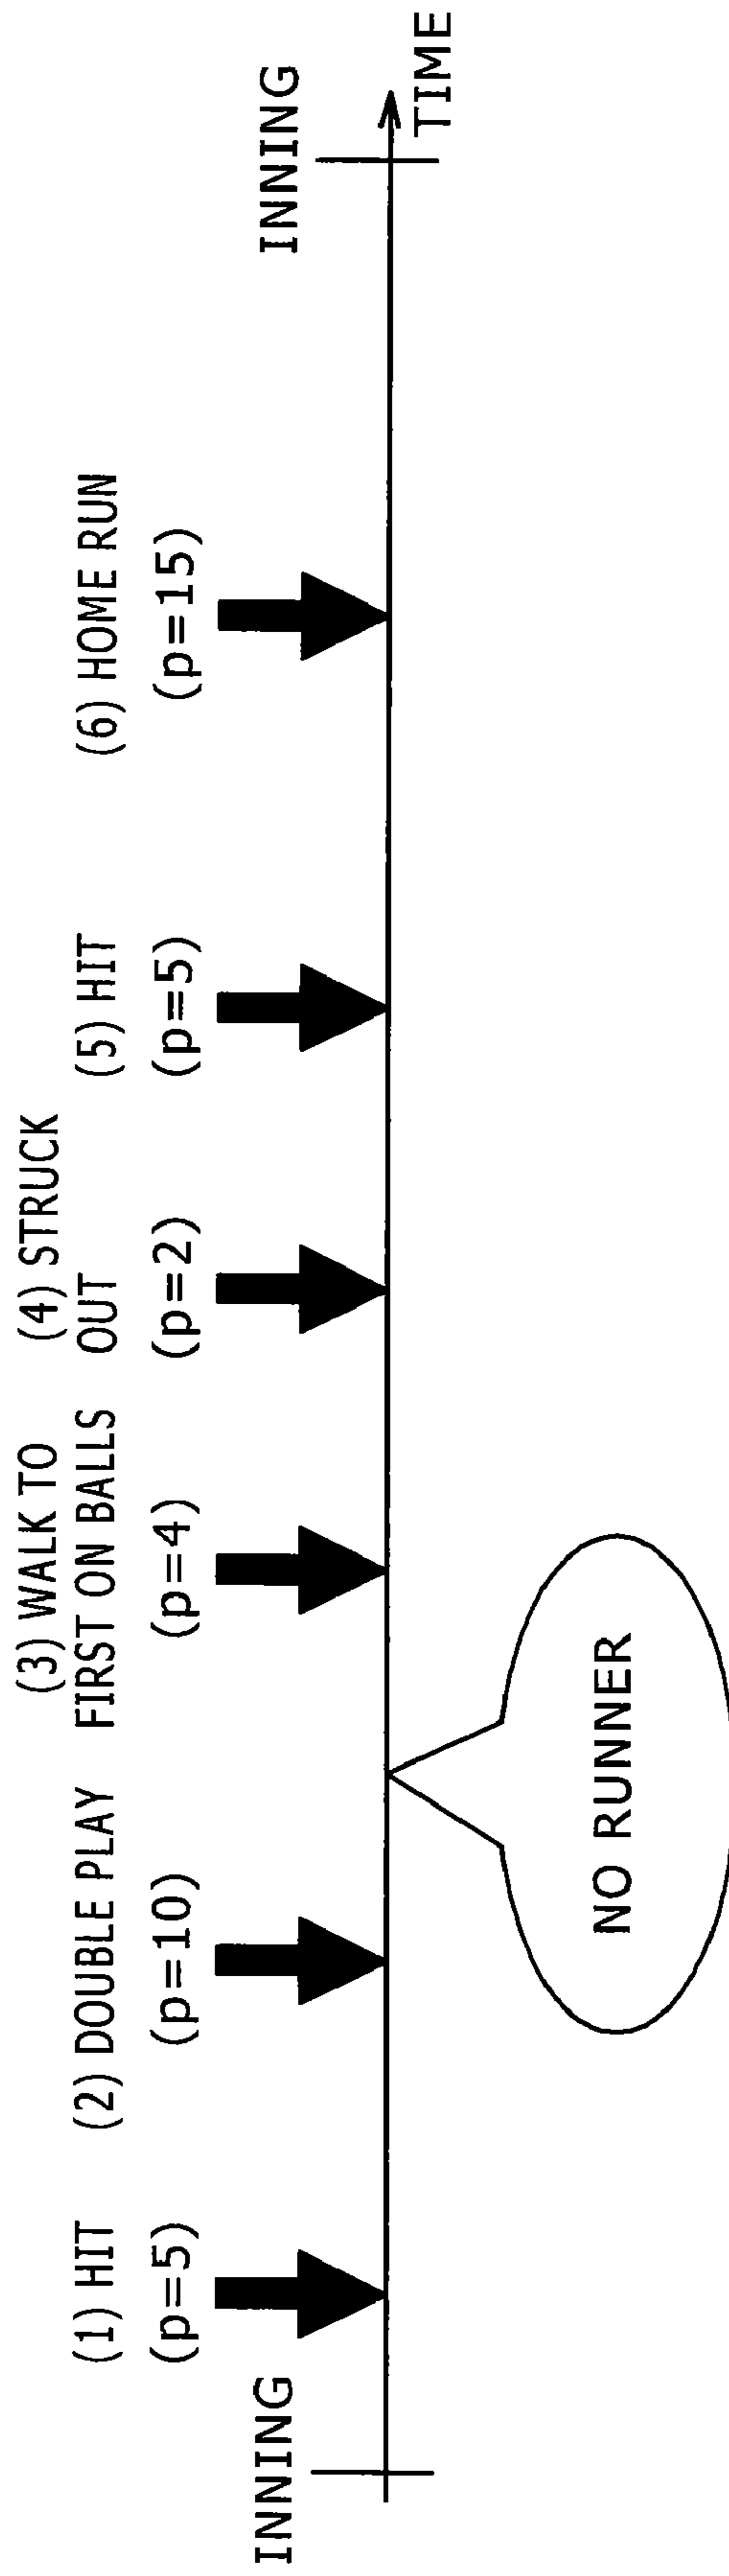 INNING
(1) HIT
(p=5)
(2) DOUBLE PLAY
(p=10)
NO RUNNER
(3) WALK TO
FIRST ON BALLS
(p=4)
(4) STRUCK
OUT
(p=2)
(5) HIT
(p=5)
(6) HOME RUN
(p=15)
INNING
TIME